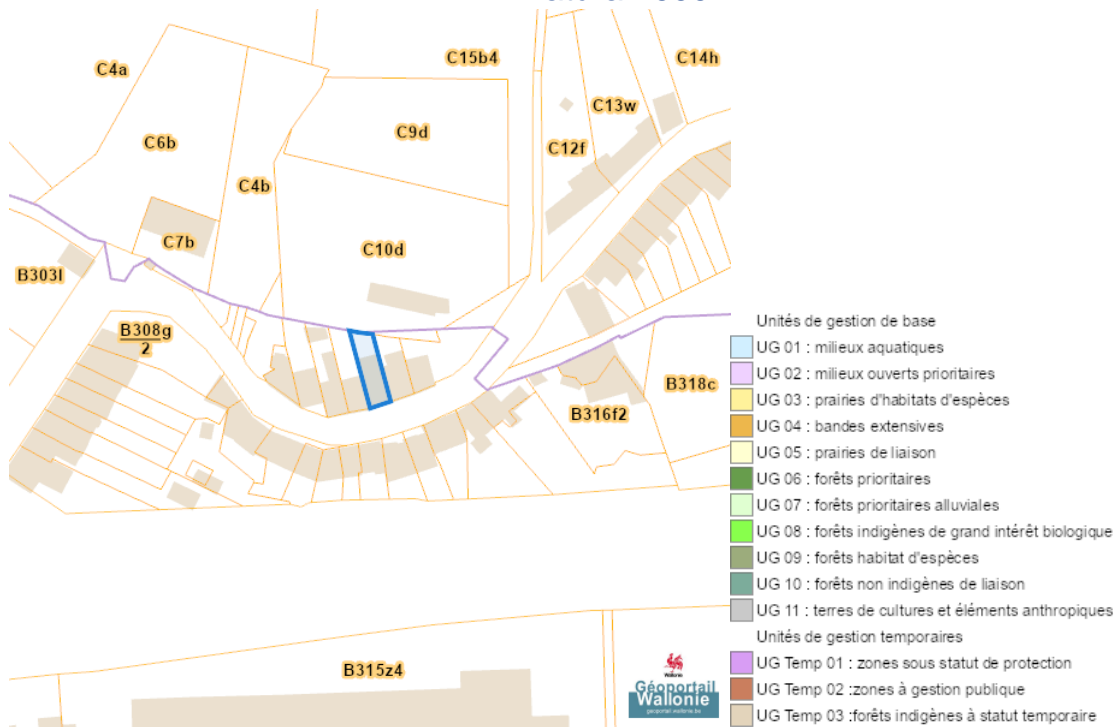 C4a
C15b4
C14h
C13w
C9d
C6b
C12f
C4b
C7b
C10d
B303l
B308g
2
B318c
B316f2
B315z4
Wallonie
Géoportail
Wallonie
geoportail.wallonie.be
Unités de gestion de base
UG 01 : milieux aquatiques
UG 02 : milieux ouverts prioritaires
UG 03 : prairies d'habitats d'espèces
UG 04 : bandes extensives
UG 05 : prairies de liaison
UG 06 : forêts prioritaires
UG 07 : forêts prioritaires alluviales
UG 08 : forêts indigènes de grand intérêt biologique
UG 09 : forêts habitat d'espèces
UG 10 : forêts non indigènes de liaison
UG 11 : terres de cultures et éléments anthropiques
Unités de gestion temporaires
UG Temp 01 : zones sous statut de protection
UG Temp 02 :zones à gestion publique
UG Temp 03 :forêts indigènes à statut temporaire